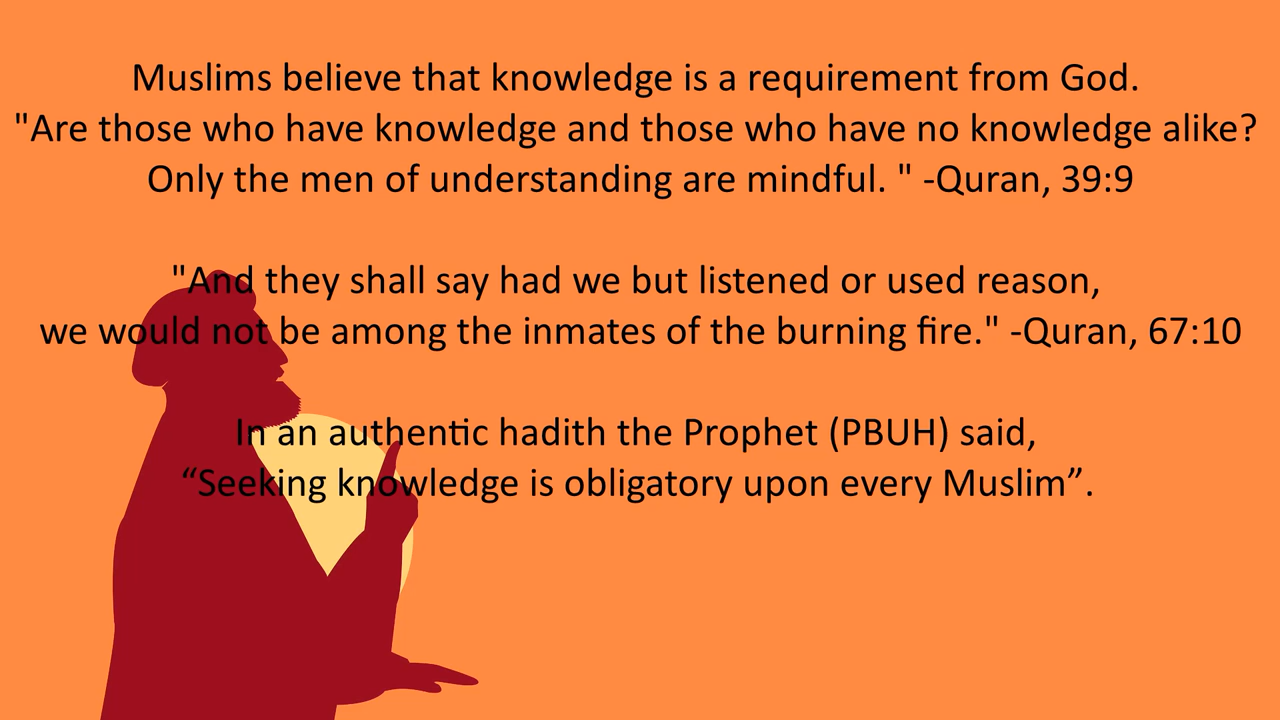 Muslims believe that knowledge is a requirement from God.
"Are those who have knowledge and those who have no knowledge alike?
Only the men of understanding are mindful. " -Quran, 39:9
"And they shall say had we but listened or used reason,
we would not be among the inmates of the burning fire." -Quran, 67:10
In an authentic hadith the Prophet (PBUH) said,
“Seeking knowledge is obligatory upon every Muslim”.